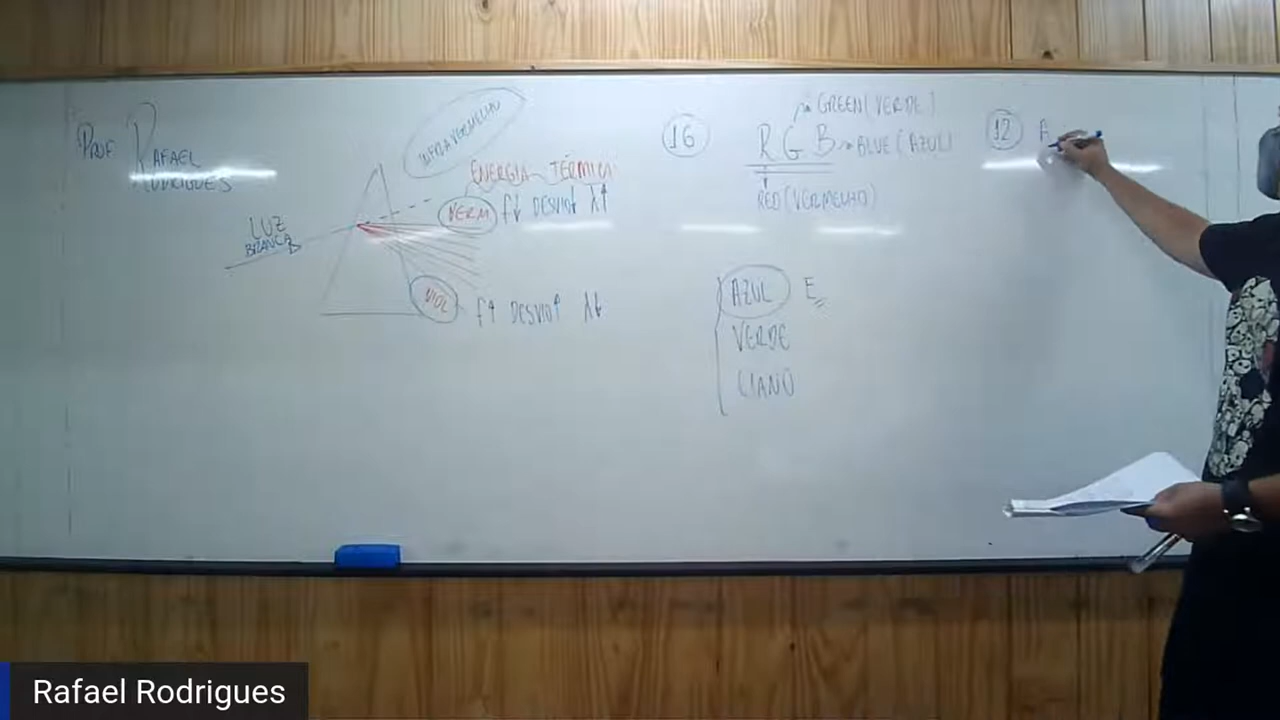 PROF RAFAEL
RODRIGUES
INFRAVERMELHO
ENERGIA TÉRMICA
VERM f↓ DESVIO↓ λ↑
LUZ
BRANCA
VIOL f↑ DESVIO↑ λ↓
16
GREEN (VERDE)
R G B → BLUE (AZUL)
RED (VERMELHO)
AZUL E
VERDE
CIANO
12 A
Rafael Rodrigues